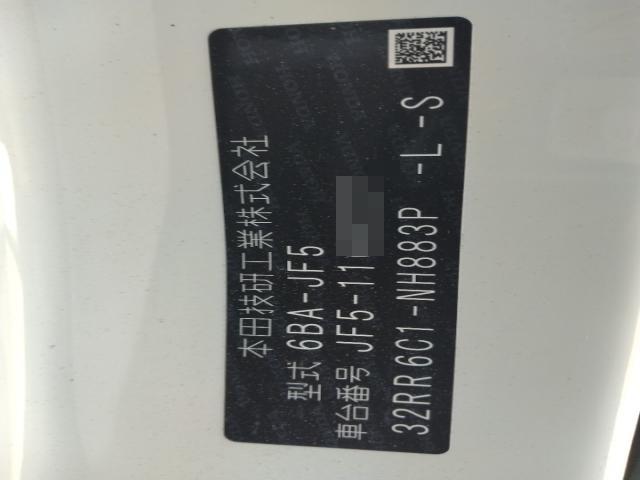 本田技研工業株式会社
型式 6BA-JF5
車台番号 JF5-11
32RR6C1-NH883P -L -S